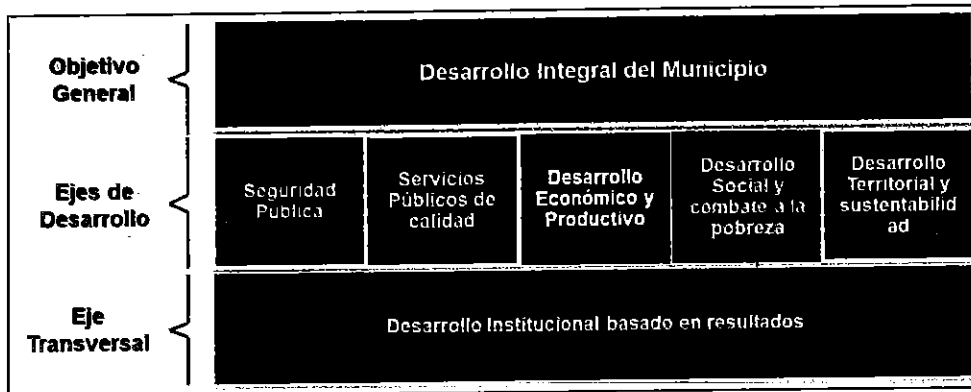 Objetivo
General
Desarrollo Integral del Municipio
Ejes de
Desarrollo
Seguridad
Publica
Servicios
Públicos de
calidad
Desarrollo
Económico y
Productivo
Desarrollo
Social y
combate a la
pobreza
Desarrollo
Territorial y
sustentabilid
ad
Eje
Transversal
Desarrollo Institucional basado en resultados